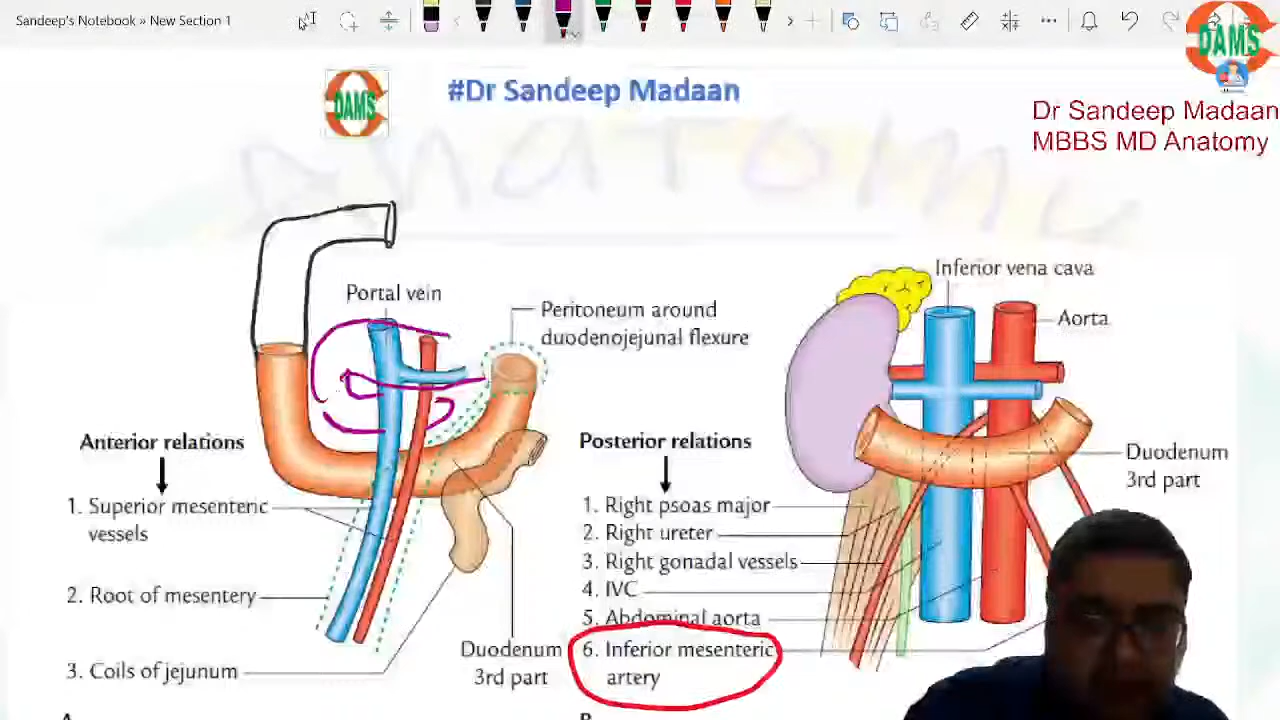 Sandeep's Notebook » New Section 1
DAMS
DAMS
#Dr Sandeep Madaan
Dr Sandeep Madaan
MBBS MD Anatomy
ANATOMY
Inferior vena cava
Portal vein
Peritoneum around
duodenojejunal flexure
Aorta
Anterior relations
Posterior relations
Duodenum
3rd part
1. Superior mesenteric
vessels
1. Right psoas major
2. Right ureter
3. Right gonadal vessels
2. Root of mesentery
4. IVC
5. Abdominal aorta
Duodenum
3rd part
6. Inferior mesenteric
artery
3. Coils of jejunum